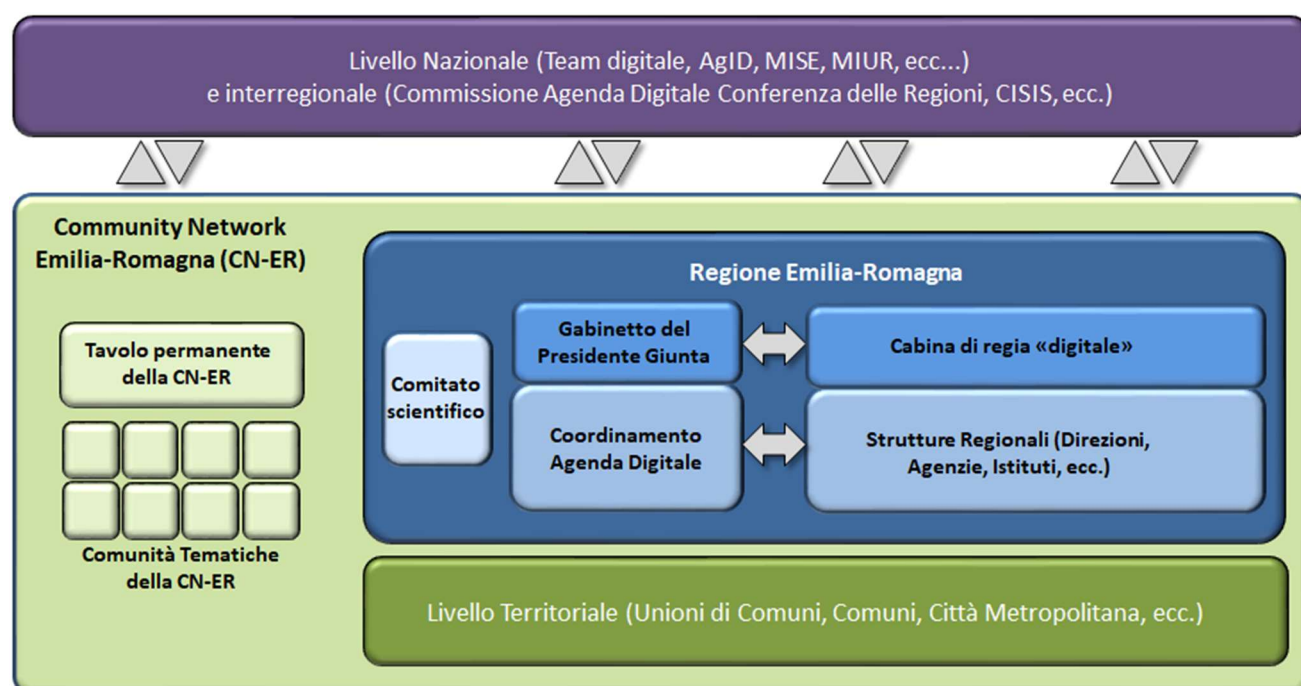 Livello Nazionale (Team digitale, AgID, MISE, MIUR, ecc...)
e interregionale (Commissione Agenda Digitale Conferenza delle Regioni, CISIS, ecc.)
Community Network
Emilia-Romagna (CN-ER)
Tavolo permanente
della CN-ER
Comunità Tematiche
della CN-ER
Regione Emilia-Romagna
Comitato
scientifico
Gabinetto del
Presidente Giunta
Cabina di regia «digitale»
Coordinamento
Agenda Digitale
Strutture Regionali (Direzioni,
Agenzie, Istituti, ecc.)
Livello Territoriale (Unioni di Comuni, Comuni, Città Metropolitana, ecc.)